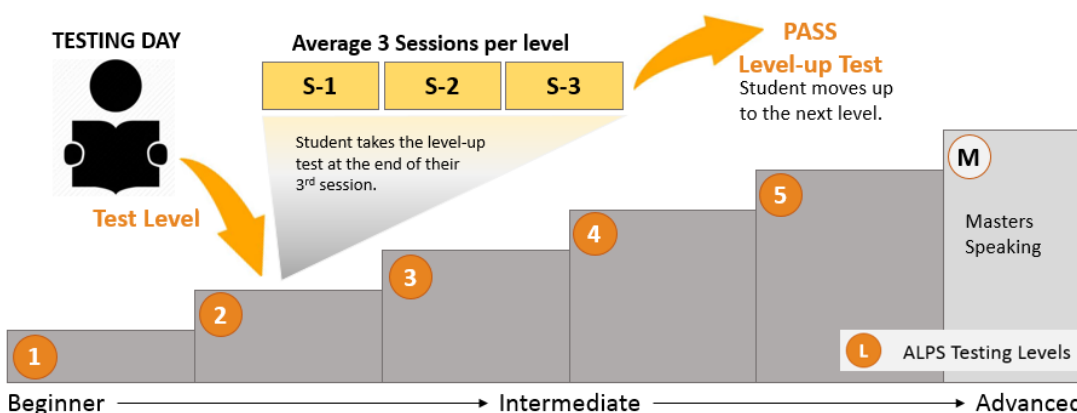 TESTING DAY
Test Level
Average 3 Sessions per level
S-1 S-2 S-3
Student takes the level-up
test at the end of their
3rd session.
PASS
Level-up Test
Student moves up
to the next level.
1
2
3
4
5
M
Masters
Speaking
L ALPS Testing Levels
Beginner Intermediate Advanced